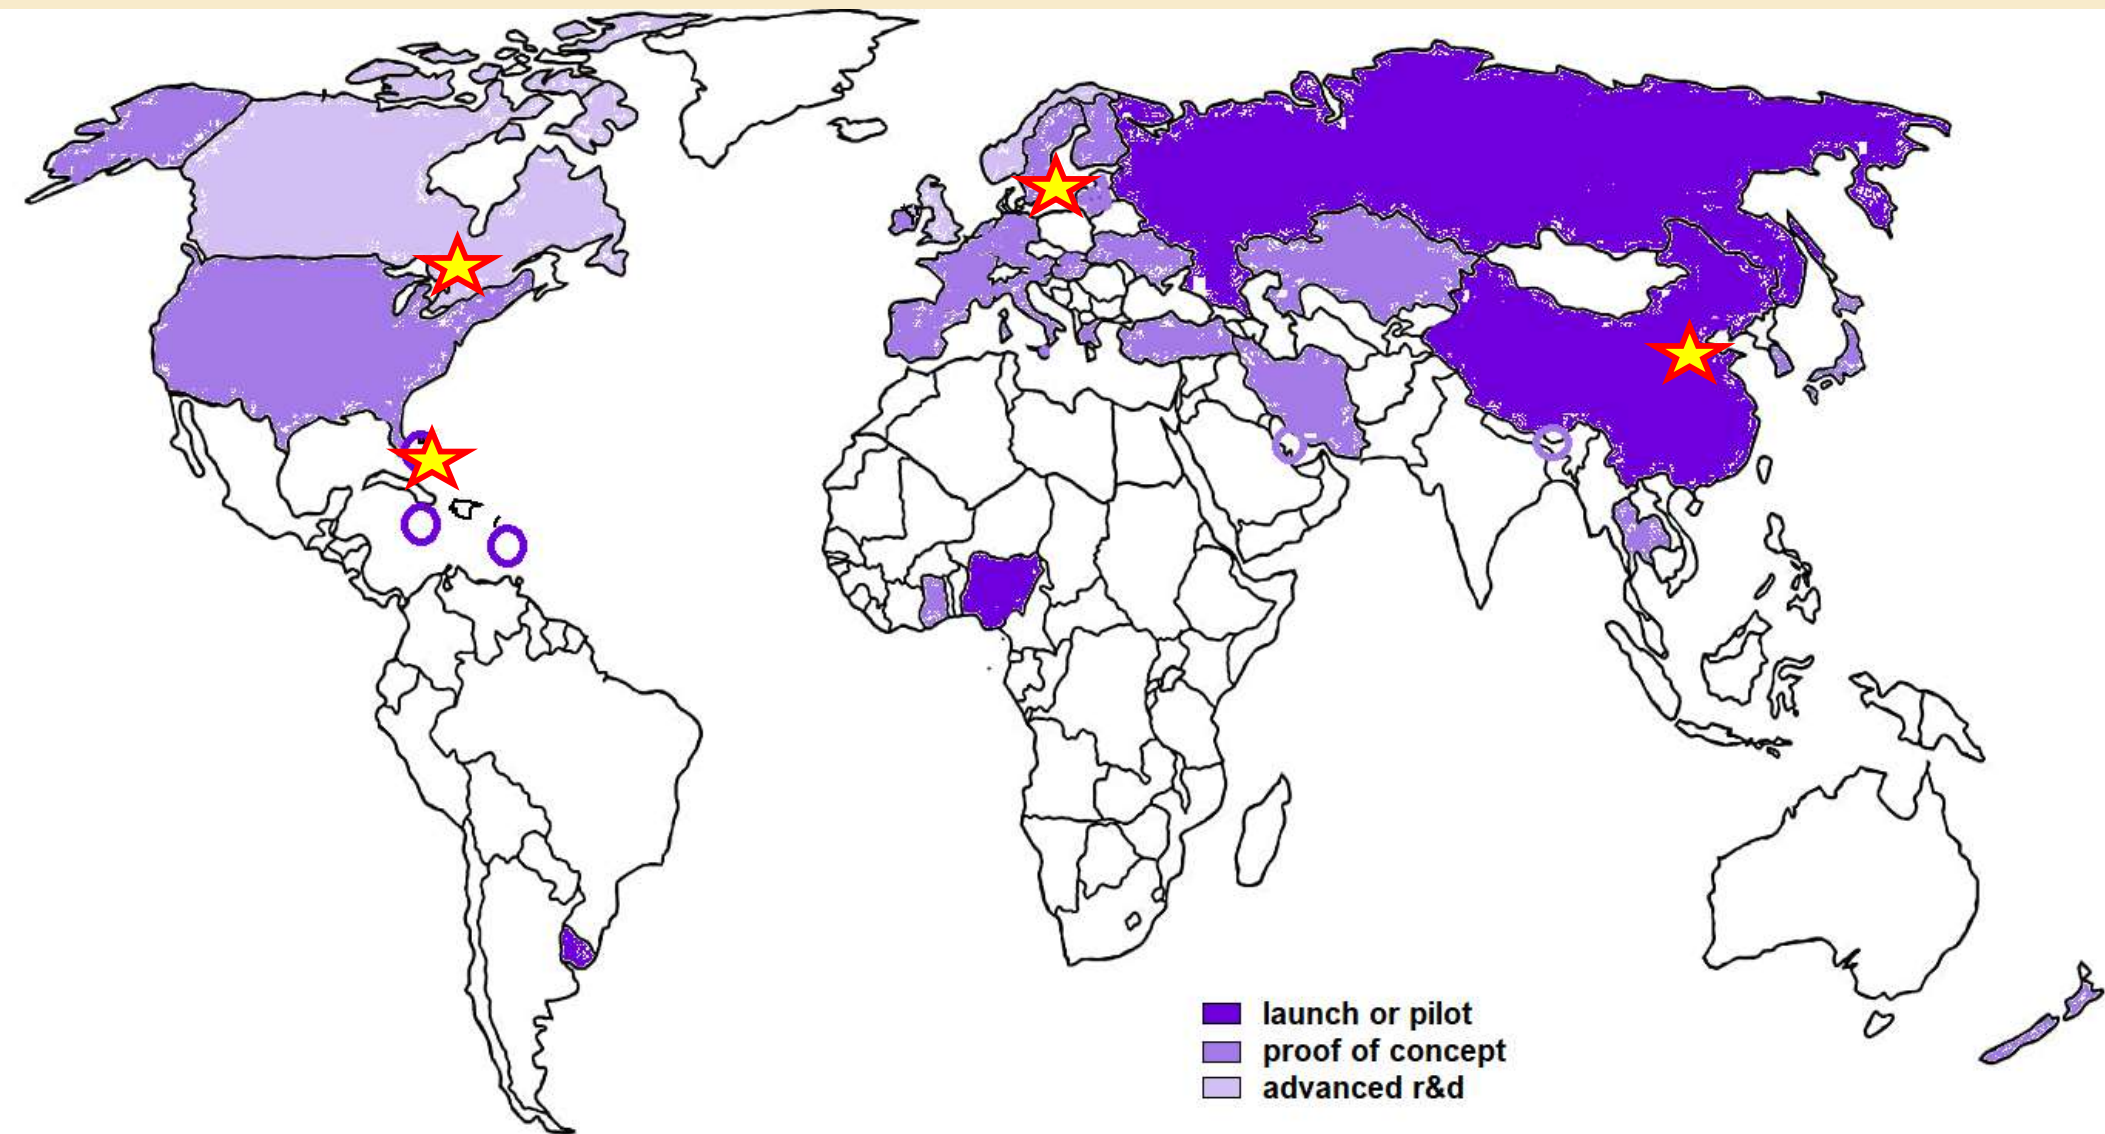 launch or pilot
proof of concept
advanced r&d